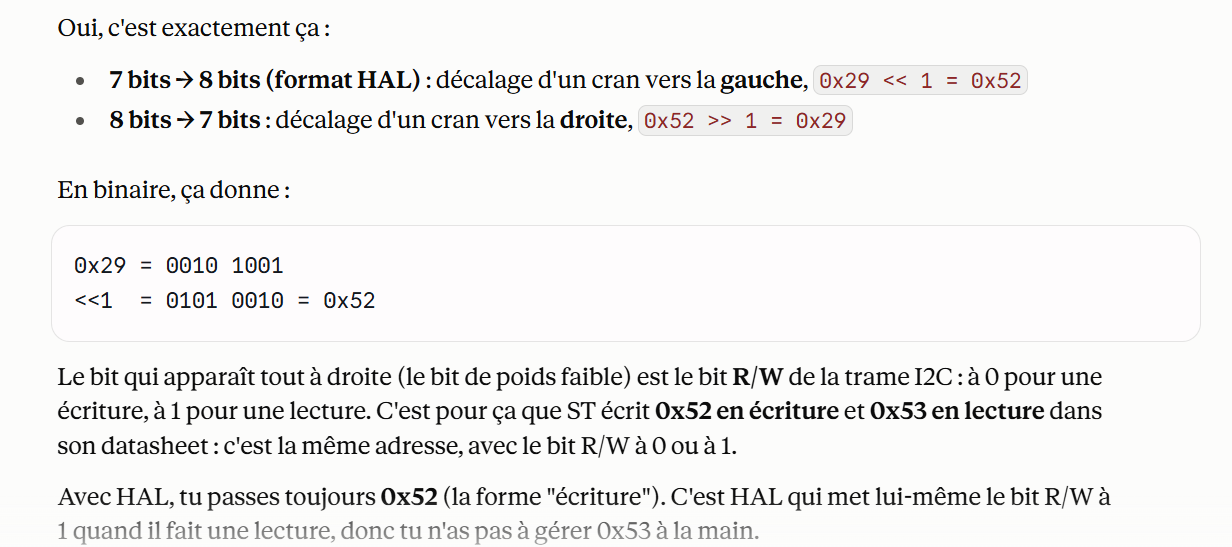 Oui, c'est exactement ça :
• 7 bits → 8 bits (format HAL) : décalage d'un cran vers la gauche, 0x29 << 1 = 0x52
• 8 bits → 7 bits : décalage d'un cran vers la droite, 0x52 >> 1 = 0x29
En binaire, ça donne :
0x29 = 0010 1001
<<1  = 0101 0010 = 0x52
Le bit qui apparaît tout à droite (le bit de poids faible) est le bit R/W de la trame I2C : à 0 pour une
écriture, à 1 pour une lecture. C'est pour ça que ST écrit 0x52 en écriture et 0x53 en lecture dans
son datasheet : c'est la même adresse, avec le bit R/W à 0 ou à 1.
Avec HAL, tu passes toujours 0x52 (la forme "écriture"). C'est HAL qui met lui-même le bit R/W à
1 quand il fait une lecture, donc tu n'as pas à gérer 0x53 à la main.